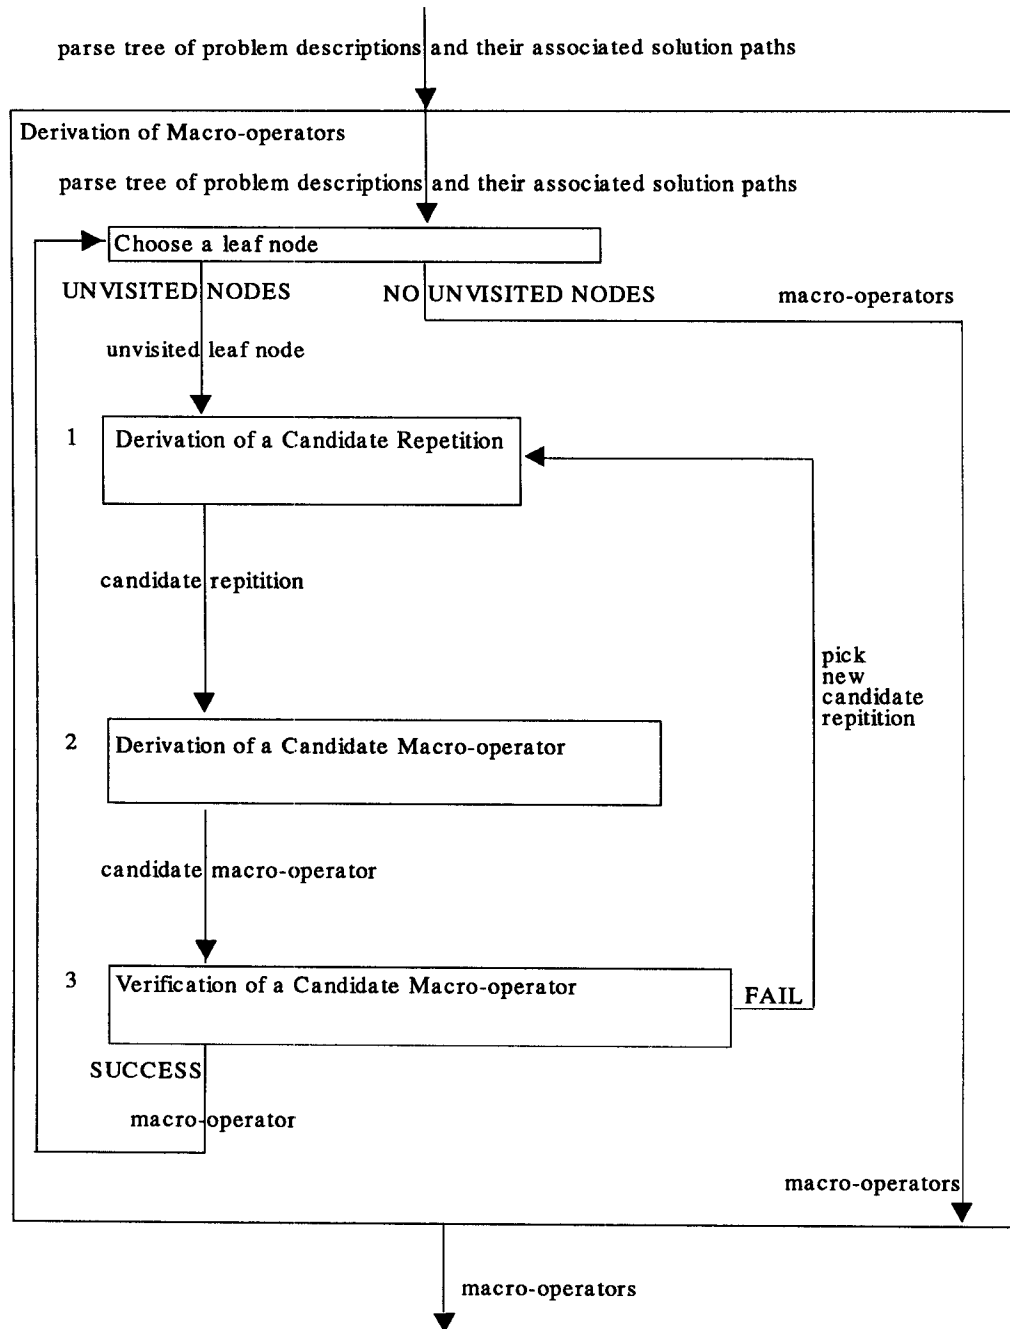 parse tree of problem descriptions and their associated solution paths
Derivation of Macro-operators
parse tree of problem descriptions and their associated solution paths
Choose a leaf node
UNVISITED NODES
NO UNVISITED NODES
macro-operators
unvisited leaf node
1
Derivation of a Candidate Repetition
candidate repitition
pick
new
candidate
repitition
2
Derivation of a Candidate Macro-operator
candidate macro-operator
3
Verification of a Candidate Macro-operator
FAIL
SUCCESS
macro-operator
macro-operators
macro-operators